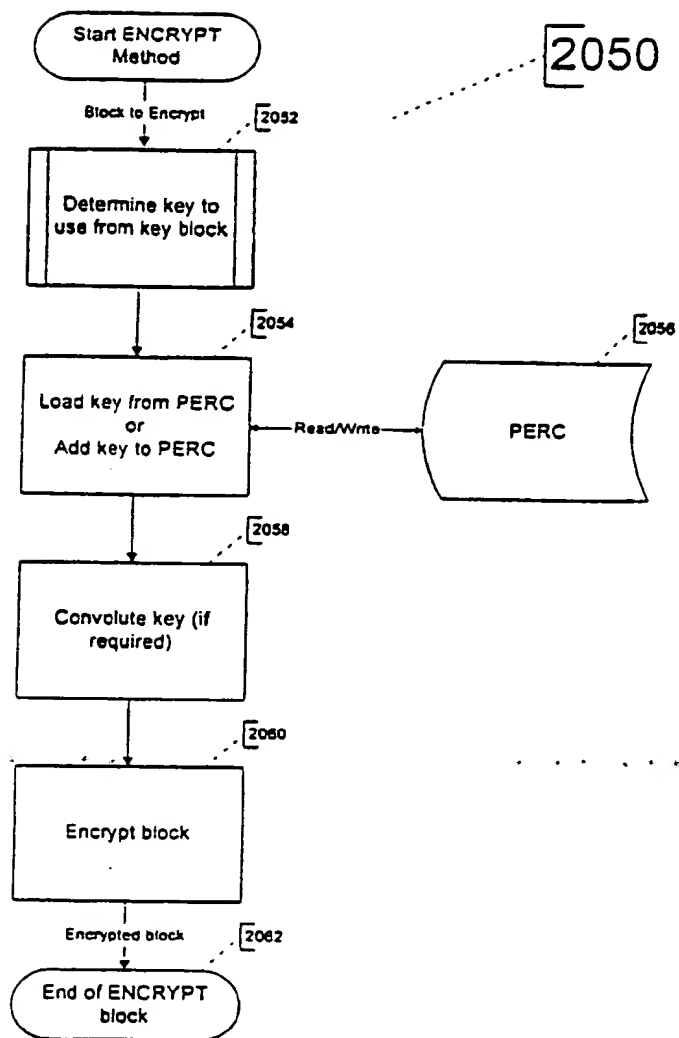 Start ENCRYPT
Method
2050
Block to Encrypt
2052
Determine key to
use from key block
2054
2056
Load key from PERC
or
Add key to PERC
Read/Write
PERC
2058
Convolute key (if
required)
2060
Encrypt block
Encrypted block
2062
End of ENCRYPT
block